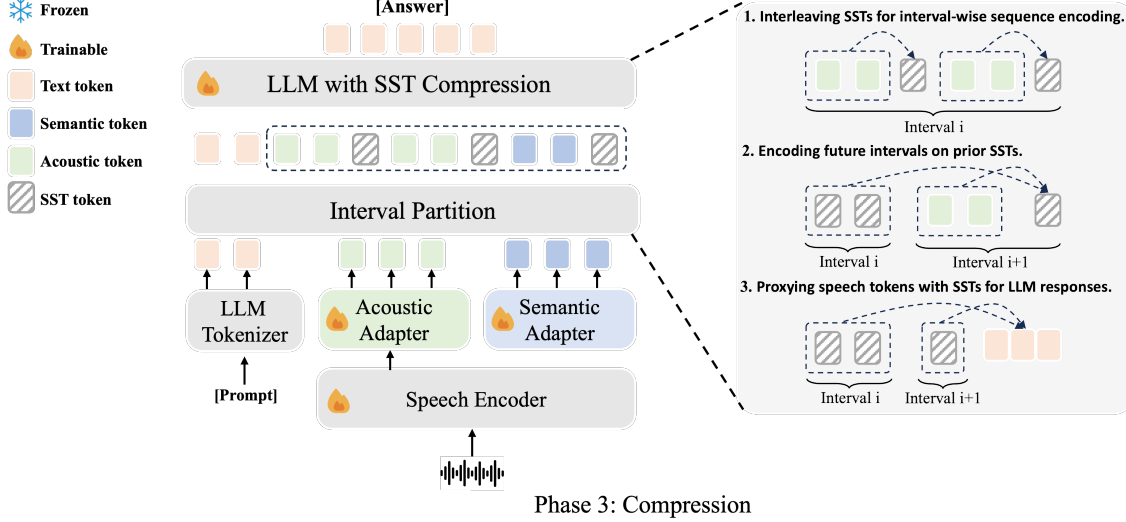 Frozen
Trainable
Text token
Semantic token
Acoustic token
SST token
[Answer]
LLM with SST Compression
Interval Partition
LLM
Tokenizer
Acoustic
Adapter
Semantic
Adapter
[Prompt]
Speech Encoder
Phase 3: Compression
1. Interleaving SSTs for interval-wise sequence encoding.
Interval i
2. Encoding future intervals on prior SSTs.
Interval i
Interval i+1
3. Proxying speech tokens with SSTs for LLM responses.
Interval i
Interval i+1